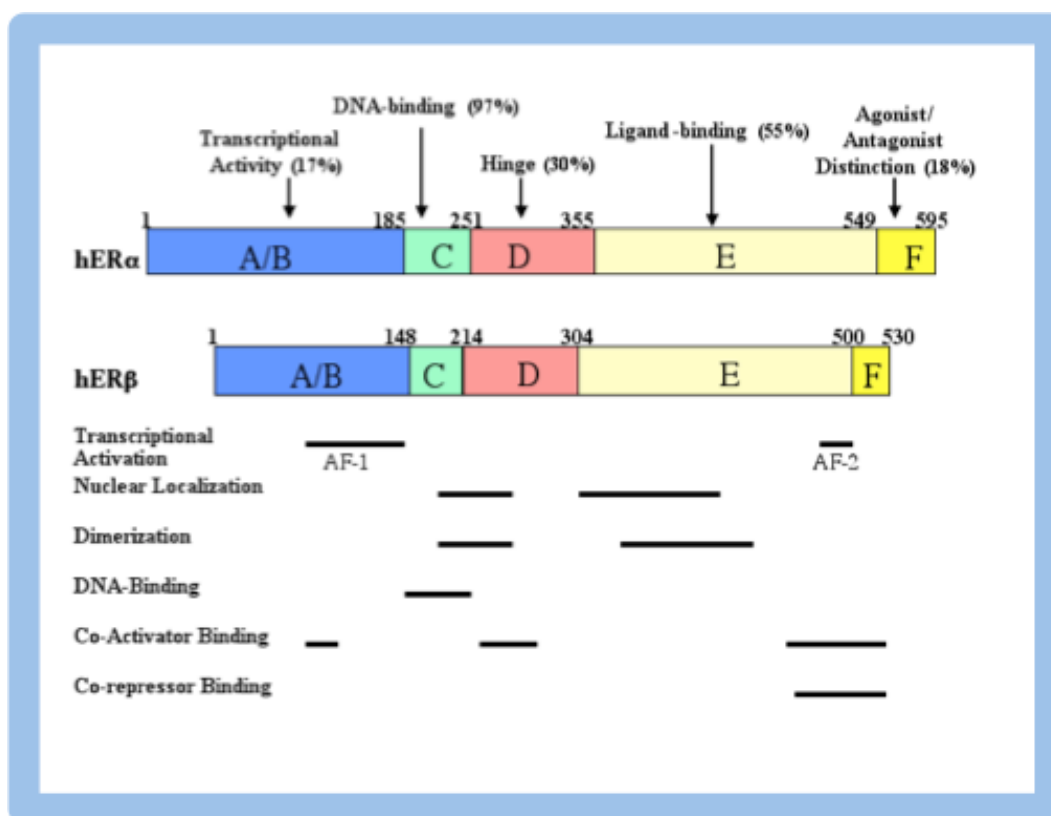 DNA-binding (97%)
Transcriptional
Activity (17%)
Hinge (30%)
Ligand-binding (55%)
Agonist/
Antagonist
Distinction (18%)
1 185 251 355 549 595
hERα A/B C D E F
1 148 214 304 500 530
hERβ A/B C D E F
Transcriptional
Activation AF-1 AF-2
Nuclear Localization
Dimerization
DNA-Binding
Co-Activator Binding
Co-repressor Binding